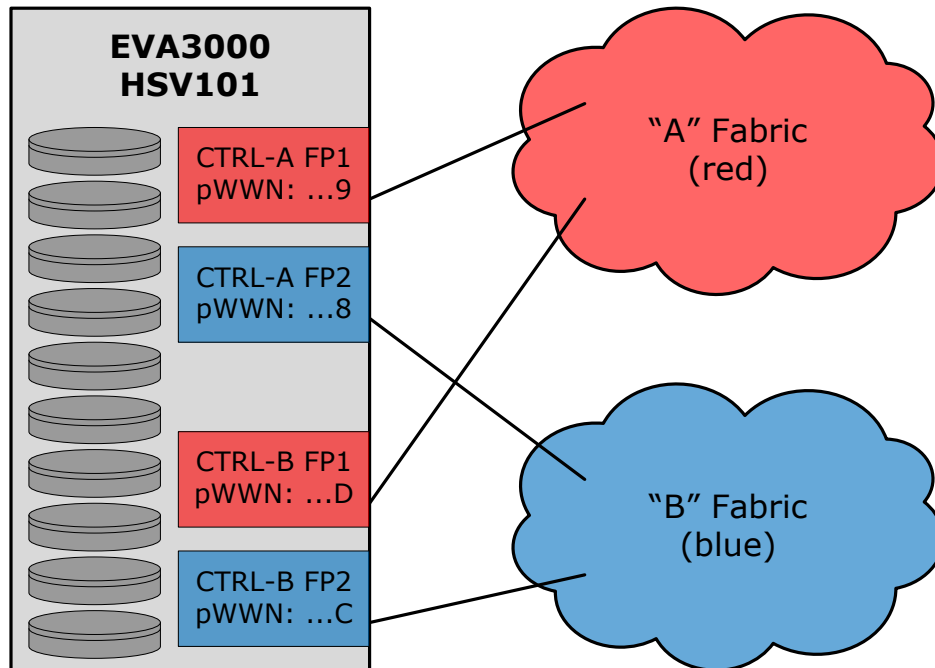 EVA3000
HSV101
CTRL-A FP1
pWWN: ...9
CTRL-A FP2
pWWN: ...8
CTRL-B FP1
pWWN: ...D
CTRL-B FP2
pWWN: ...C
“A” Fabric
(red)
“B” Fabric
(blue)